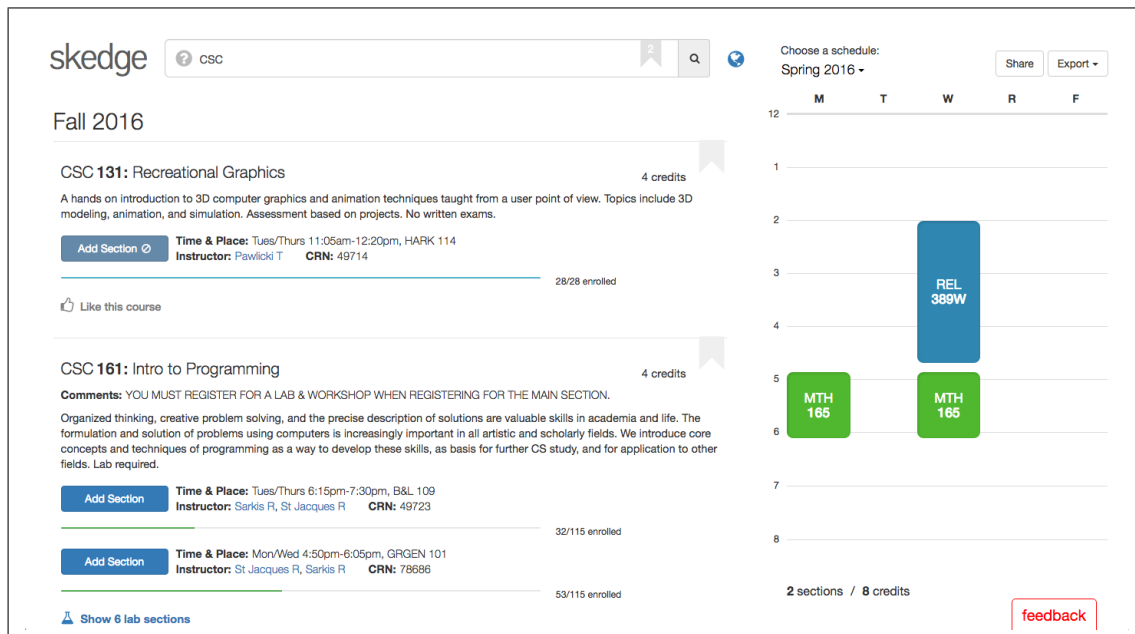 skedge
? CSC
2
Choose a schedule:
Spring 2016
Share
Export
Fall 2016
CSC 131: Recreational Graphics
4 credits
A hands on introduction to 3D computer graphics and animation techniques taught from a user point of view. Topics include 3D
modeling, animation, and simulation. Assessment based on projects. No written exams.
Add Section
Time & Place: Tues/Thurs 11:05am-12:20pm, HARK 114
Instructor: Pawlicki T CRN: 49714
28/28 enrolled
Like this course
CSC 161: Intro to Programming
4 credits
Comments: YOU MUST REGISTER FOR A LAB & WORKSHOP WHEN REGISTERING FOR THE MAIN SECTION.
Organized thinking, creative problem solving, and the precise description of solutions are valuable skills in academia and life. The
formulation and solution of problems using computers is increasingly important in all artistic and scholarly fields. We introduce core
concepts and techniques of programming as a way to develop these skills, as basis for further CS study, and for application to other
fields. Lab required.
Add Section
Time & Place: Tues/Thurs 6:15pm-7:30pm, B&L 109
Instructor: Sarkis R, St Jacques R CRN: 49723
32/115 enrolled
Add Section
Time & Place: Mon/Wed 4:50pm-6:05pm, GRGEN 101
Instructor: St Jacques R, Sarkis R CRN: 78686
53/115 enrolled
Show 6 lab sections
M T W R F
12
1
2
3
REL
389W
4
5
MTH
165
MTH
165
6
7
8
2 sections / 8 credits
feedback